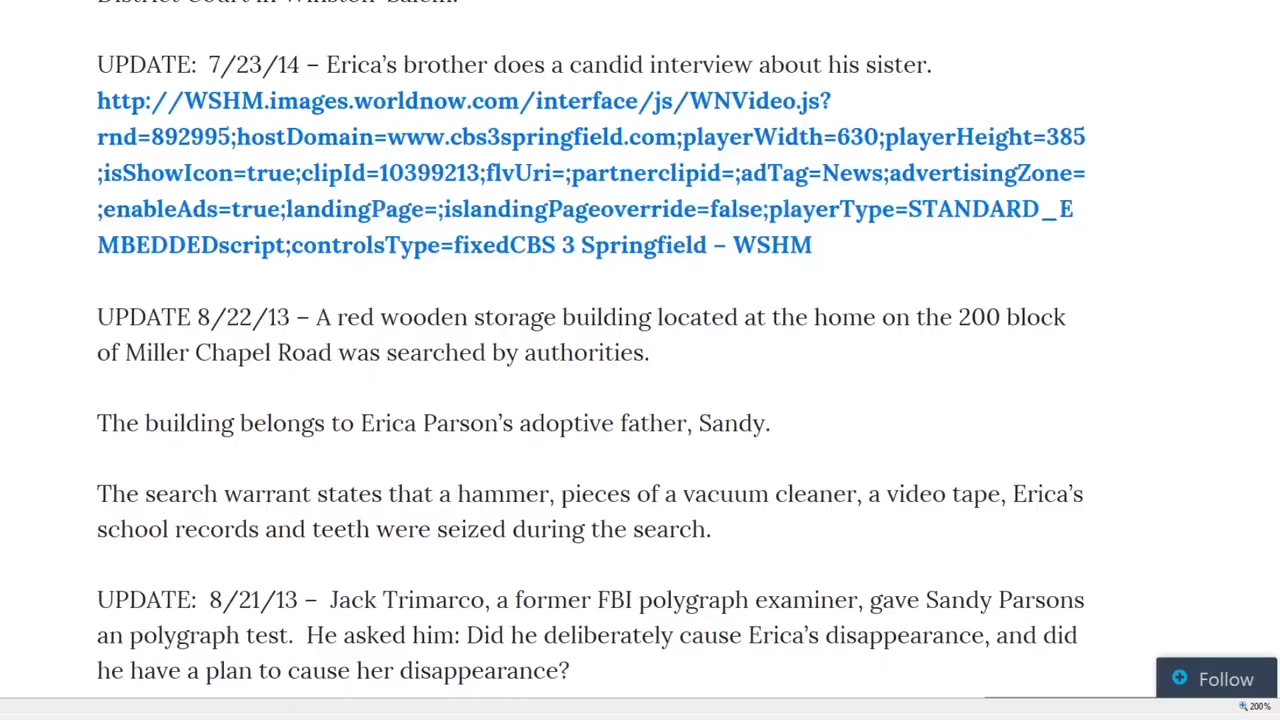 UPDATE:  7/23/14 – Erica’s brother does a candid interview about his sister.
http://WSHM.images.worldnow.com/interface/js/WNVideo.js?
rnd=892995;hostDomain=www.cbs3springfield.com;playerWidth=630;playerHeight=385
;isShowIcon=true;clipId=10399213;flvUri=;partnerclipid=;adTag=News;advertisingZone=
;enableAds=true;landingPage=;islandingPageoverride=false;playerType=STANDARD_E
MBEDDEDscript;controlsType=fixedCBS 3 Springfield – WSHM
UPDATE 8/22/13 – A red wooden storage building located at the home on the 200 block
of Miller Chapel Road was searched by authorities.
The building belongs to Erica Parson’s adoptive father, Sandy.
The search warrant states that a hammer, pieces of a vacuum cleaner, a video tape, Erica’s
school records and teeth were seized during the search.
UPDATE:  8/21/13 –  Jack Trimarco, a former FBI polygraph examiner, gave Sandy Parsons
an polygraph test.  He asked him: Did he deliberately cause Erica’s disappearance, and did
he have a plan to cause her disappearance?
Follow
200%